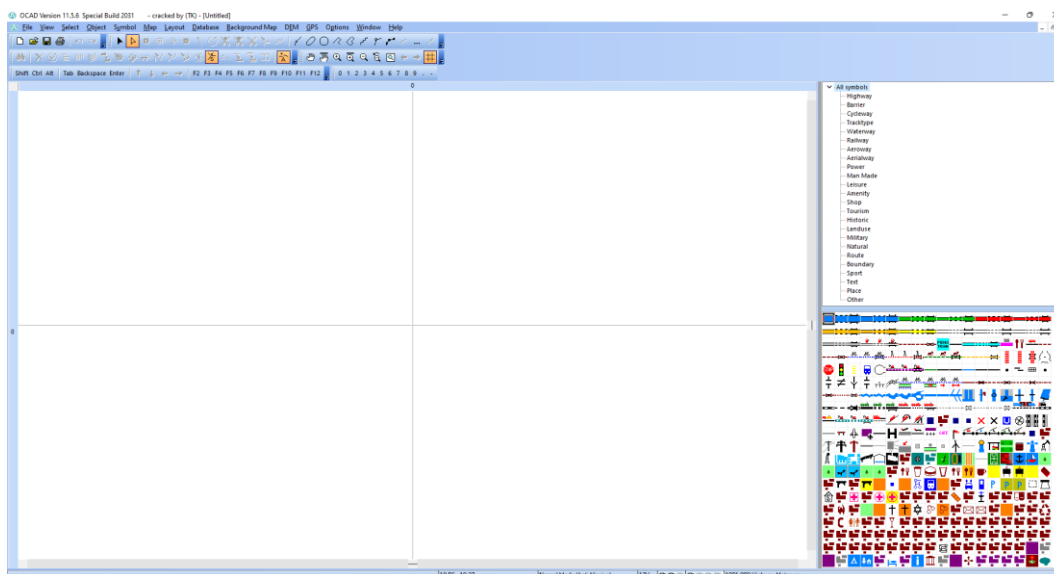 OCAD Version 11.5.6 Special Build 2031 - cracked by (TK) - [Untitled]
File View Select Object Symbol Map Layout Database Background Map DEM GPS Options Window Help
Shift Ctrl Alt Tab Backspace Enter F2 F3 F4 F5 F6 F7 F8 F9 F10 F11 F12 0 1 2 3 4 5 6 7 8 9 . -
0
0
All symbols
Highway
Barrier
Cycleway
Tracktype
Waterway
Railway
Aeroway
Aerialway
Power
Man Made
Leisure
Amenity
Shop
Tourism
Historic
Landuse
Military
Natural
Route
Boundary
Sport
Text
Place
Other